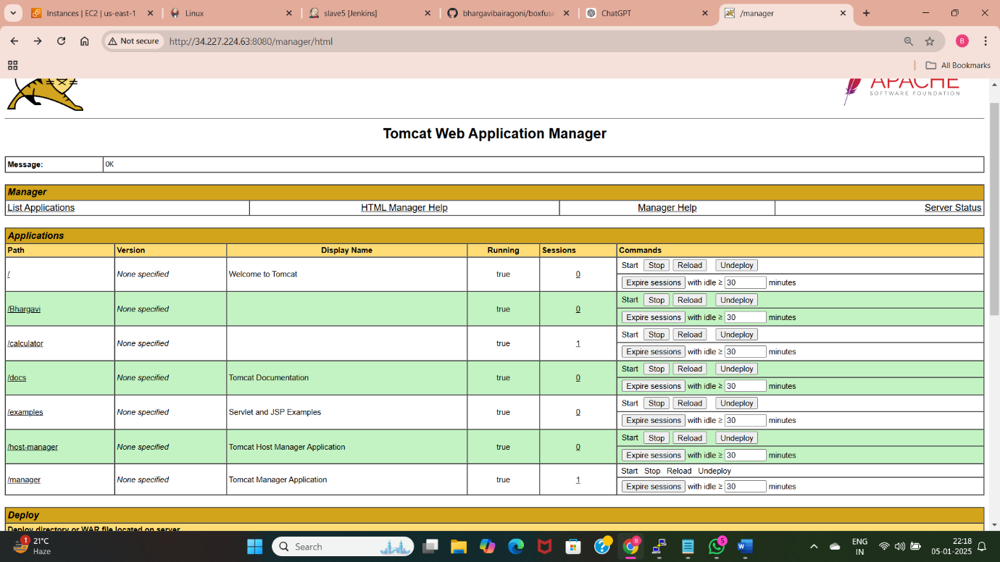 Instances | EC2 | us-east-1
Linux
slave5 [Jenkins]
bhargavibairagoni/boxfuse
ChatGPT
/manager
Not secure
http://34.227.224.63:8080/manager/html
B
All Bookmarks
APACHE
SOFTWARE FOUNDATION
Tomcat Web Application Manager
Message: OK
Manager
List Applications HTML Manager Help Manager Help Server Status
Applications
Path Version Display Name Running Sessions Commands
/ None specified Welcome to Tomcat true 0 Start Stop Reload Undeploy
Expire sessions with idle ≥ 30 minutes
/Bhargavi None specified true 0 Start Stop Reload Undeploy
Expire sessions with idle ≥ 30 minutes
/calculator None specified true 1 Start Stop Reload Undeploy
Expire sessions with idle ≥ 30 minutes
/docs None specified Tomcat Documentation true 0 Start Stop Reload Undeploy
Expire sessions with idle ≥ 30 minutes
/examples None specified Servlet and JSP Examples true 0 Start Stop Reload Undeploy
Expire sessions with idle ≥ 30 minutes
/host-manager None specified Tomcat Host Manager Application true 0 Start Stop Reload Undeploy
Expire sessions with idle ≥ 30 minutes
/manager None specified Tomcat Manager Application true 1 Start Stop Reload Undeploy
Expire sessions with idle ≥ 30 minutes
Deploy
Deploy directory or WAR file located on server
1
21°C
Haze
Search
B
5
ENG
IN
22:18
05-01-2025